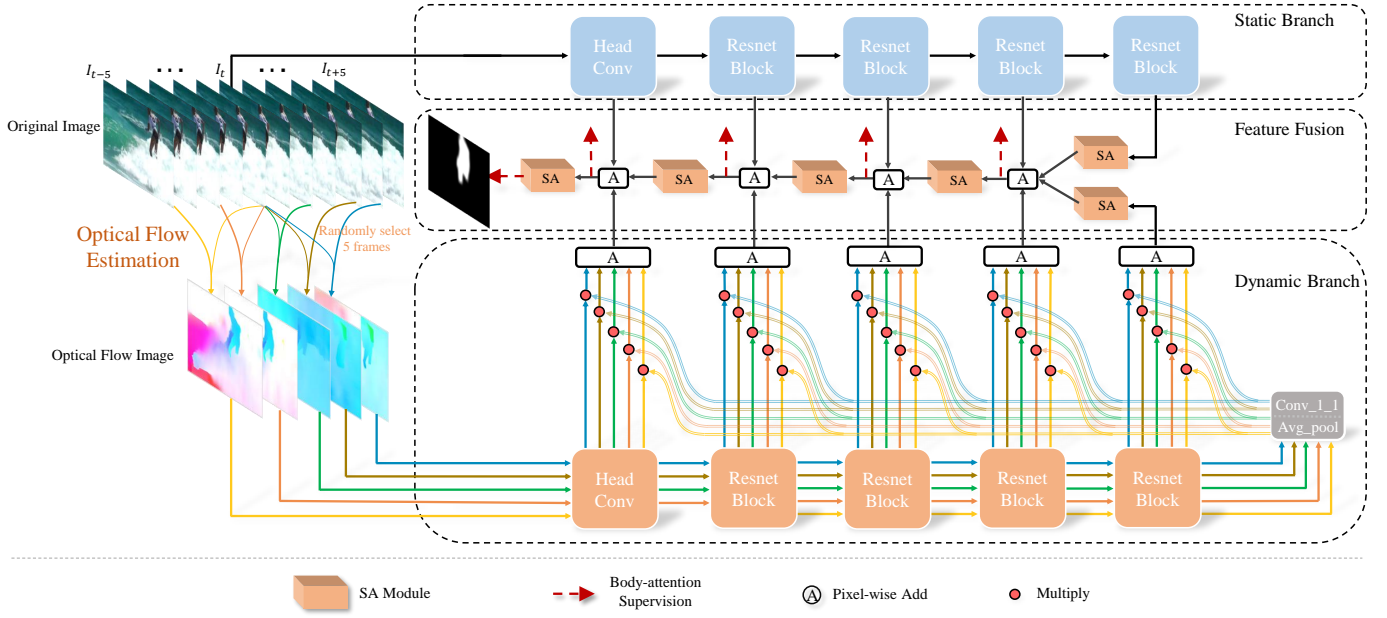 Static Branch
Head
Conv
Resnet
Block
Resnet
Block
Resnet
Block
Resnet
Block
I_{t-5}
...
I_t
...
I_{t+5}
Original Image
Feature Fusion
SA
A
SA
A
SA
A
SA
A
SA
SA
Optical Flow
Estimation
Randomly select
5 frames
Optical Flow Image
Dynamic Branch
A
A
A
A
A
Conv_1_1
Avg_pool
Head
Conv
Resnet
Block
Resnet
Block
Resnet
Block
Resnet
Block
SA Module
Body-attention
Supervision
A
Pixel-wise Add
Multiply